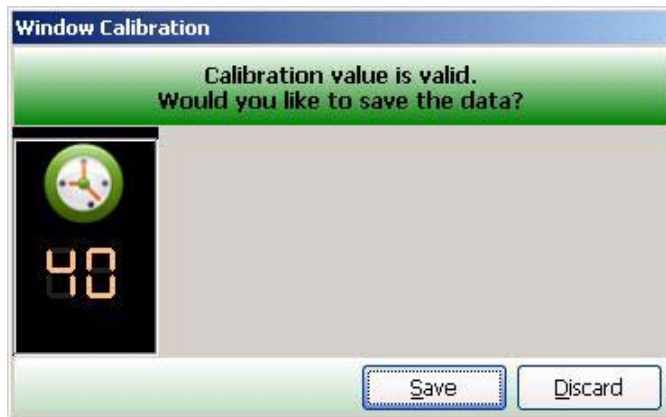 Window Calibration
Calibration value is valid.
Would you like to save the data?
40
Save
Discard